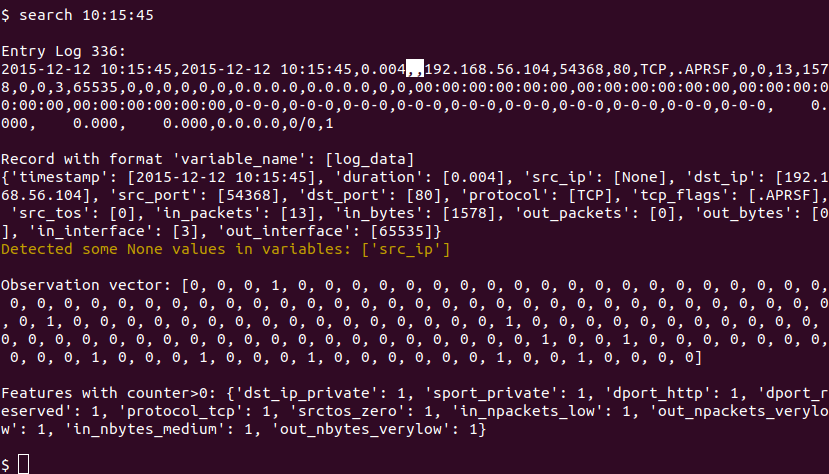 $ search 10:15:45
Entry Log 336:
2015-12-12 10:15:45,2015-12-12 10:15:45,0.004,,192.168.56.104,54368,80,TCP,.APRSF,0,0,13,157
8,0,0,3,65535,0,0,0,0,0,0,0.0.0.0,0.0.0.0,0,0,00:00:00:00:00:00,00:00:00:00:00:00,00:00:00:0
0:00:00,00:00:00:00:00:00,0-0-0,0-0-0,0-0-0,0-0-0,0-0-0,0-0-0,0-0-0,0-0-0,0-0-0,0-0-0,    0.
000,    0.000,    0.000,0.0.0.0,0/0,1
Record with format 'variable_name': [log_data]
{'timestamp': [2015-12-12 10:15:45], 'duration': [0.004], 'src_ip': [None], 'dst_ip': [192.1
68.56.104], 'src_port': [54368], 'dst_port': [80], 'protocol': [TCP], 'tcp_flags': [.APRSF],
 'src_tos': [0], 'in_packets': [13], 'in_bytes': [1578], 'out_packets': [0], 'out_bytes': [0
], 'in_interface': [3], 'out_interface': [65535]}
Detected some None values in variables: ['src_ip']
Observation vector: [0, 0, 0, 1, 0, 0, 0, 0, 0, 0, 0, 0, 0, 0, 0, 0, 0, 0, 0, 0, 0, 0, 0, 0,
 0, 0, 0, 0, 0, 0, 0, 0, 0, 0, 0, 0, 0, 0, 0, 0, 0, 0, 0, 0, 0, 0, 0, 0, 0, 0, 0, 0, 0, 0, 0
, 0, 1, 0, 0, 0, 0, 0, 0, 0, 0, 0, 0, 0, 0, 0, 0, 0, 0, 1, 0, 0, 0, 0, 0, 0, 0, 0, 0, 0, 0,
0, 0, 0, 0, 0, 0, 0, 0, 0, 0, 0, 0, 0, 0, 0, 0, 0, 0, 0, 0, 1, 0, 0, 1, 0, 0, 0, 0, 0, 0, 0,
 0, 0, 0, 1, 0, 0, 0, 1, 0, 0, 0, 1, 0, 0, 0, 0, 0, 0, 1, 0, 0, 1, 0, 0, 0, 0]
Features with counter>0: {'dst_ip_private': 1, 'sport_private': 1, 'dport_http': 1, 'dport_r
eserved': 1, 'protocol_tcp': 1, 'srctos_zero': 1, 'in_npackets_low': 1, 'out_npackets_verylo
w': 1, 'in_nbytes_medium': 1, 'out_nbytes_verylow': 1}
$